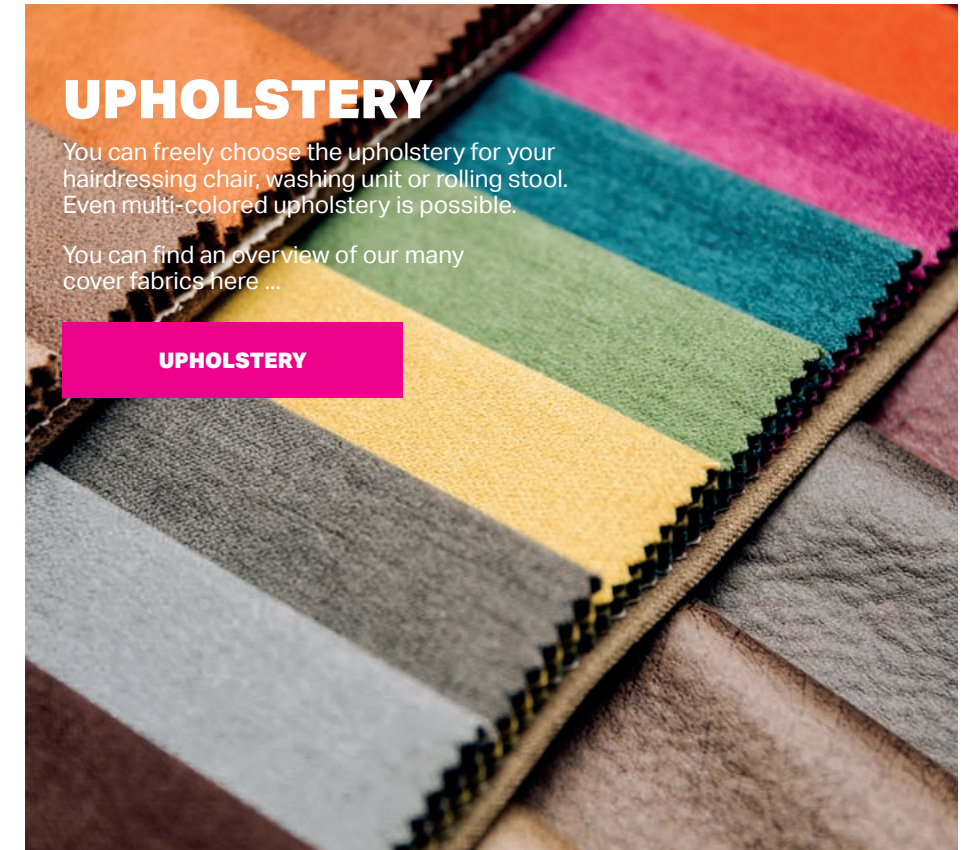 UPHOLSTERY
You can freely choose the upholstery for your
hairdressing chair, washing unit or rolling stool.
Even multi-colored upholstery is possible.
You can find an overview of our many
cover fabrics here ...
UPHOLSTERY